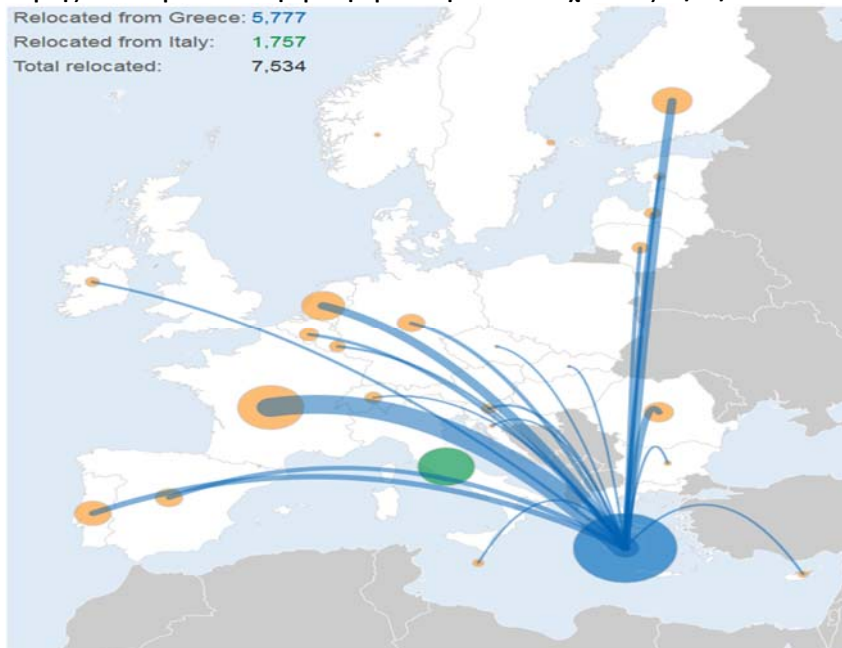 Relocated from Greece: 5,777
Relocated from Italy: 1,757
Total relocated: 7,534